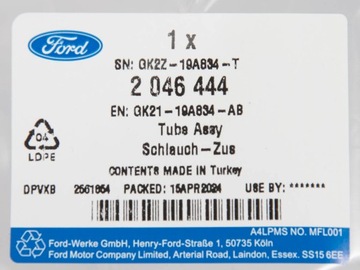 Ford
1 x
SN: GK2Z-19A834-T
2 046 444
EN: GK21-19A834-AB
Tube Assy
Schlauch-Zus
04
LDPE
CONTENTS MADE IN Turkey
DPVXB 2561654 PACKED: 15APR2024 USE BY: *******
A4LPMS NO. MFL001
Ford-Werke GmbH, Henry-Ford-Straße 1, 50735 Köln
Ford Motor Company Limited, Arterial Road, Laindon, Essex. SS15 6EE